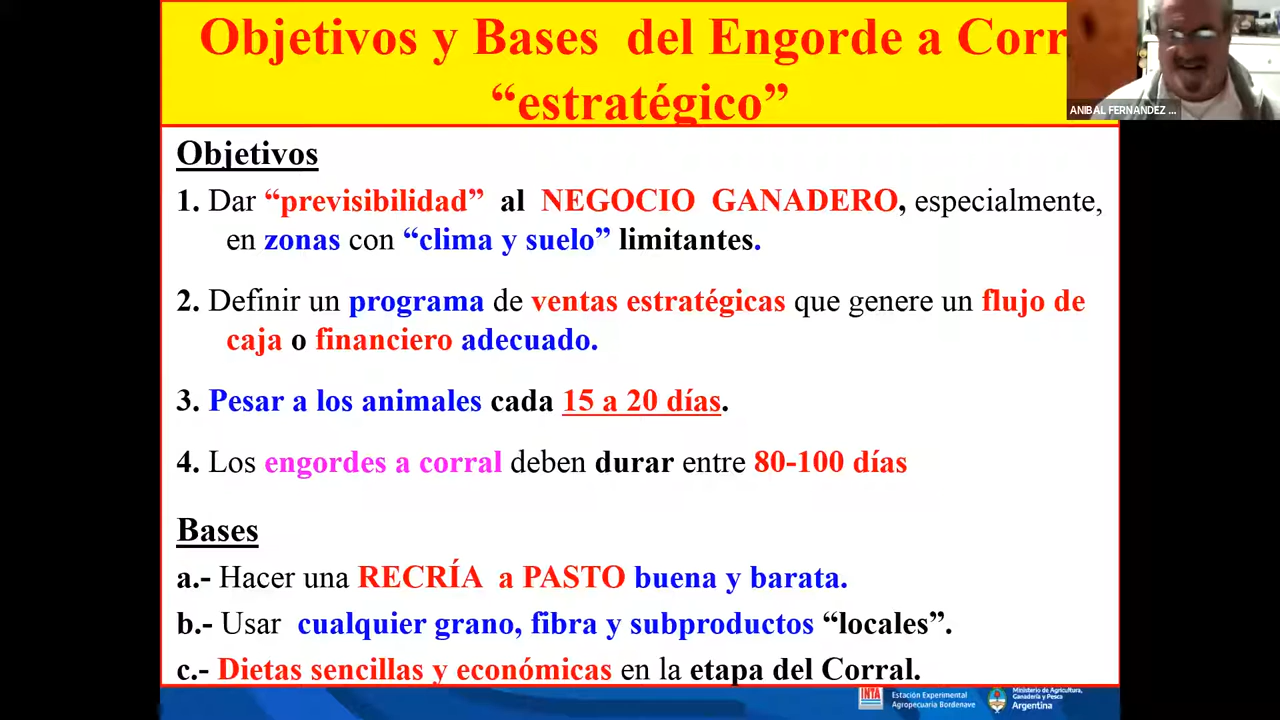 Objetivos y Bases del Engorde a Corr
“estratégico”
ANIBAL FERNANDEZ ...
Objetivos
1. Dar “previsibilidad” al NEGOCIO GANADERO, especialmente,
en zonas con “clima y suelo” limitantes.
2. Definir un programa de ventas estratégicas que genere un flujo de
caja o financiero adecuado.
3. Pesar a los animales cada 15 a 20 días.
4. Los engordes a corral deben durar entre 80-100 días
Bases
a.- Hacer una RECRÍA a PASTO buena y barata.
b.- Usar cualquier grano, fibra y subproductos “locales”.
c.- Dietas sencillas y económicas en la etapa del Corral.
INTA
Estación Experimental
Agropecuaria Bordenave
Ministerio de Agricultura,
Ganadería y Pesca
Argentina